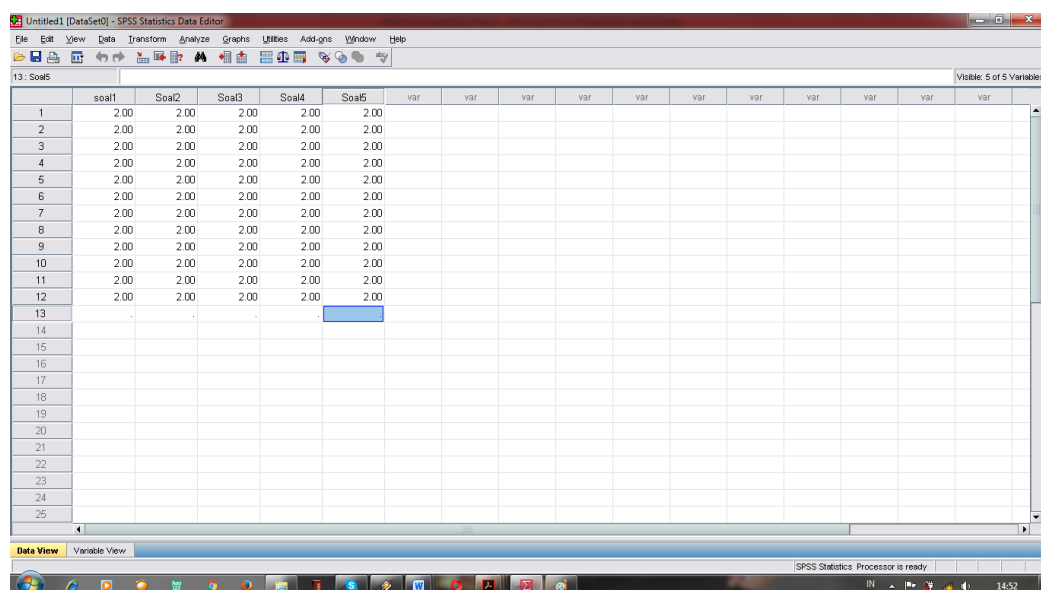 Untitled1 [DataSet0] - SPSS Statistics Data Editor
File Edit View Data Transform Analyze Graphs Utilities Add-ons Window Help
13 : Soal5 Visible: 5 of 5 Variables
soal1 Soal2 Soal3 Soal4 Soal5 var var var var var var var var var var
1 2.00 2.00 2.00 2.00 2.00
2 2.00 2.00 2.00 2.00 2.00
3 2.00 2.00 2.00 2.00 2.00
4 2.00 2.00 2.00 2.00 2.00
5 2.00 2.00 2.00 2.00 2.00
6 2.00 2.00 2.00 2.00 2.00
7 2.00 2.00 2.00 2.00 2.00
8 2.00 2.00 2.00 2.00 2.00
9 2.00 2.00 2.00 2.00 2.00
10 2.00 2.00 2.00 2.00 2.00
11 2.00 2.00 2.00 2.00 2.00
12 2.00 2.00 2.00 2.00 2.00
13 . . . . .
14
15
16
17
18
19
20
21
22
23
24
25
Data View Variable View
SPSS Statistics Processor is ready
IN 14:52